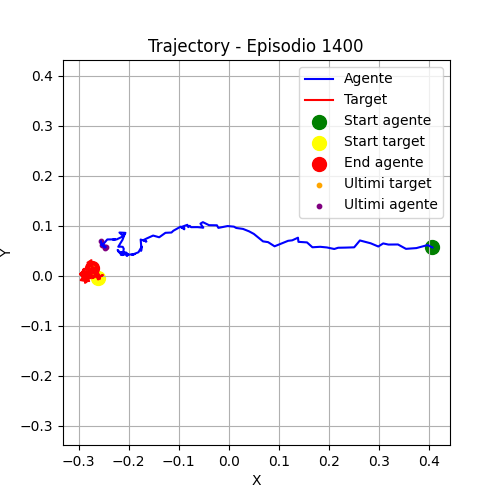 Trajectory - Episodio 1400
Agente
Target
Start agente
Start target
End agente
Ultimi target
Ultimi agente
0.4
0.3
0.2
0.1
0.0
−0.1
−0.2
−0.3
Y
−0.3 −0.2 −0.1 0.0 0.1 0.2 0.3 0.4
X